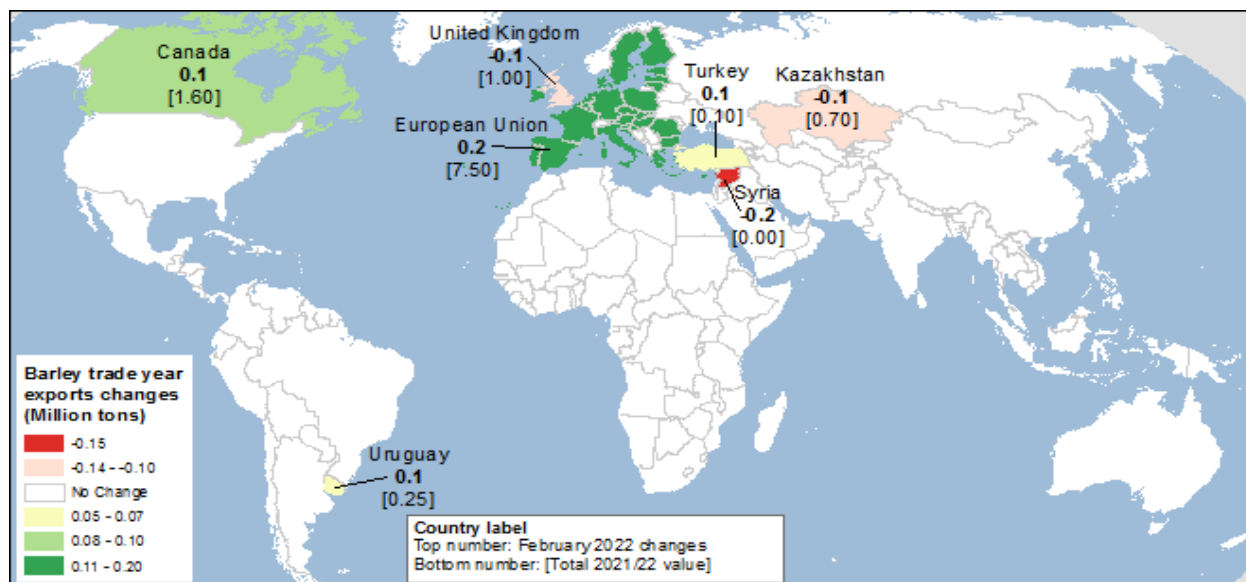 United Kingdom
-0.1
[1.00]
Canada
0.1
[1.60]
Turkey
0.1
[0.10]
Kazakhstan
-0.1
[0.70]
European Union
0.2
[7.50]
Syria
-0.2
[0.00]
Barley trade year
exports changes
(Million tons)
-0.15
-0.14 - -0.10
No Change
0.05 - 0.07
0.08 - 0.10
0.11 - 0.20
Uruguay
0.1
[0.25]
Country label
Top number: February 2022 changes
Bottom number: [Total 2021/22 value]